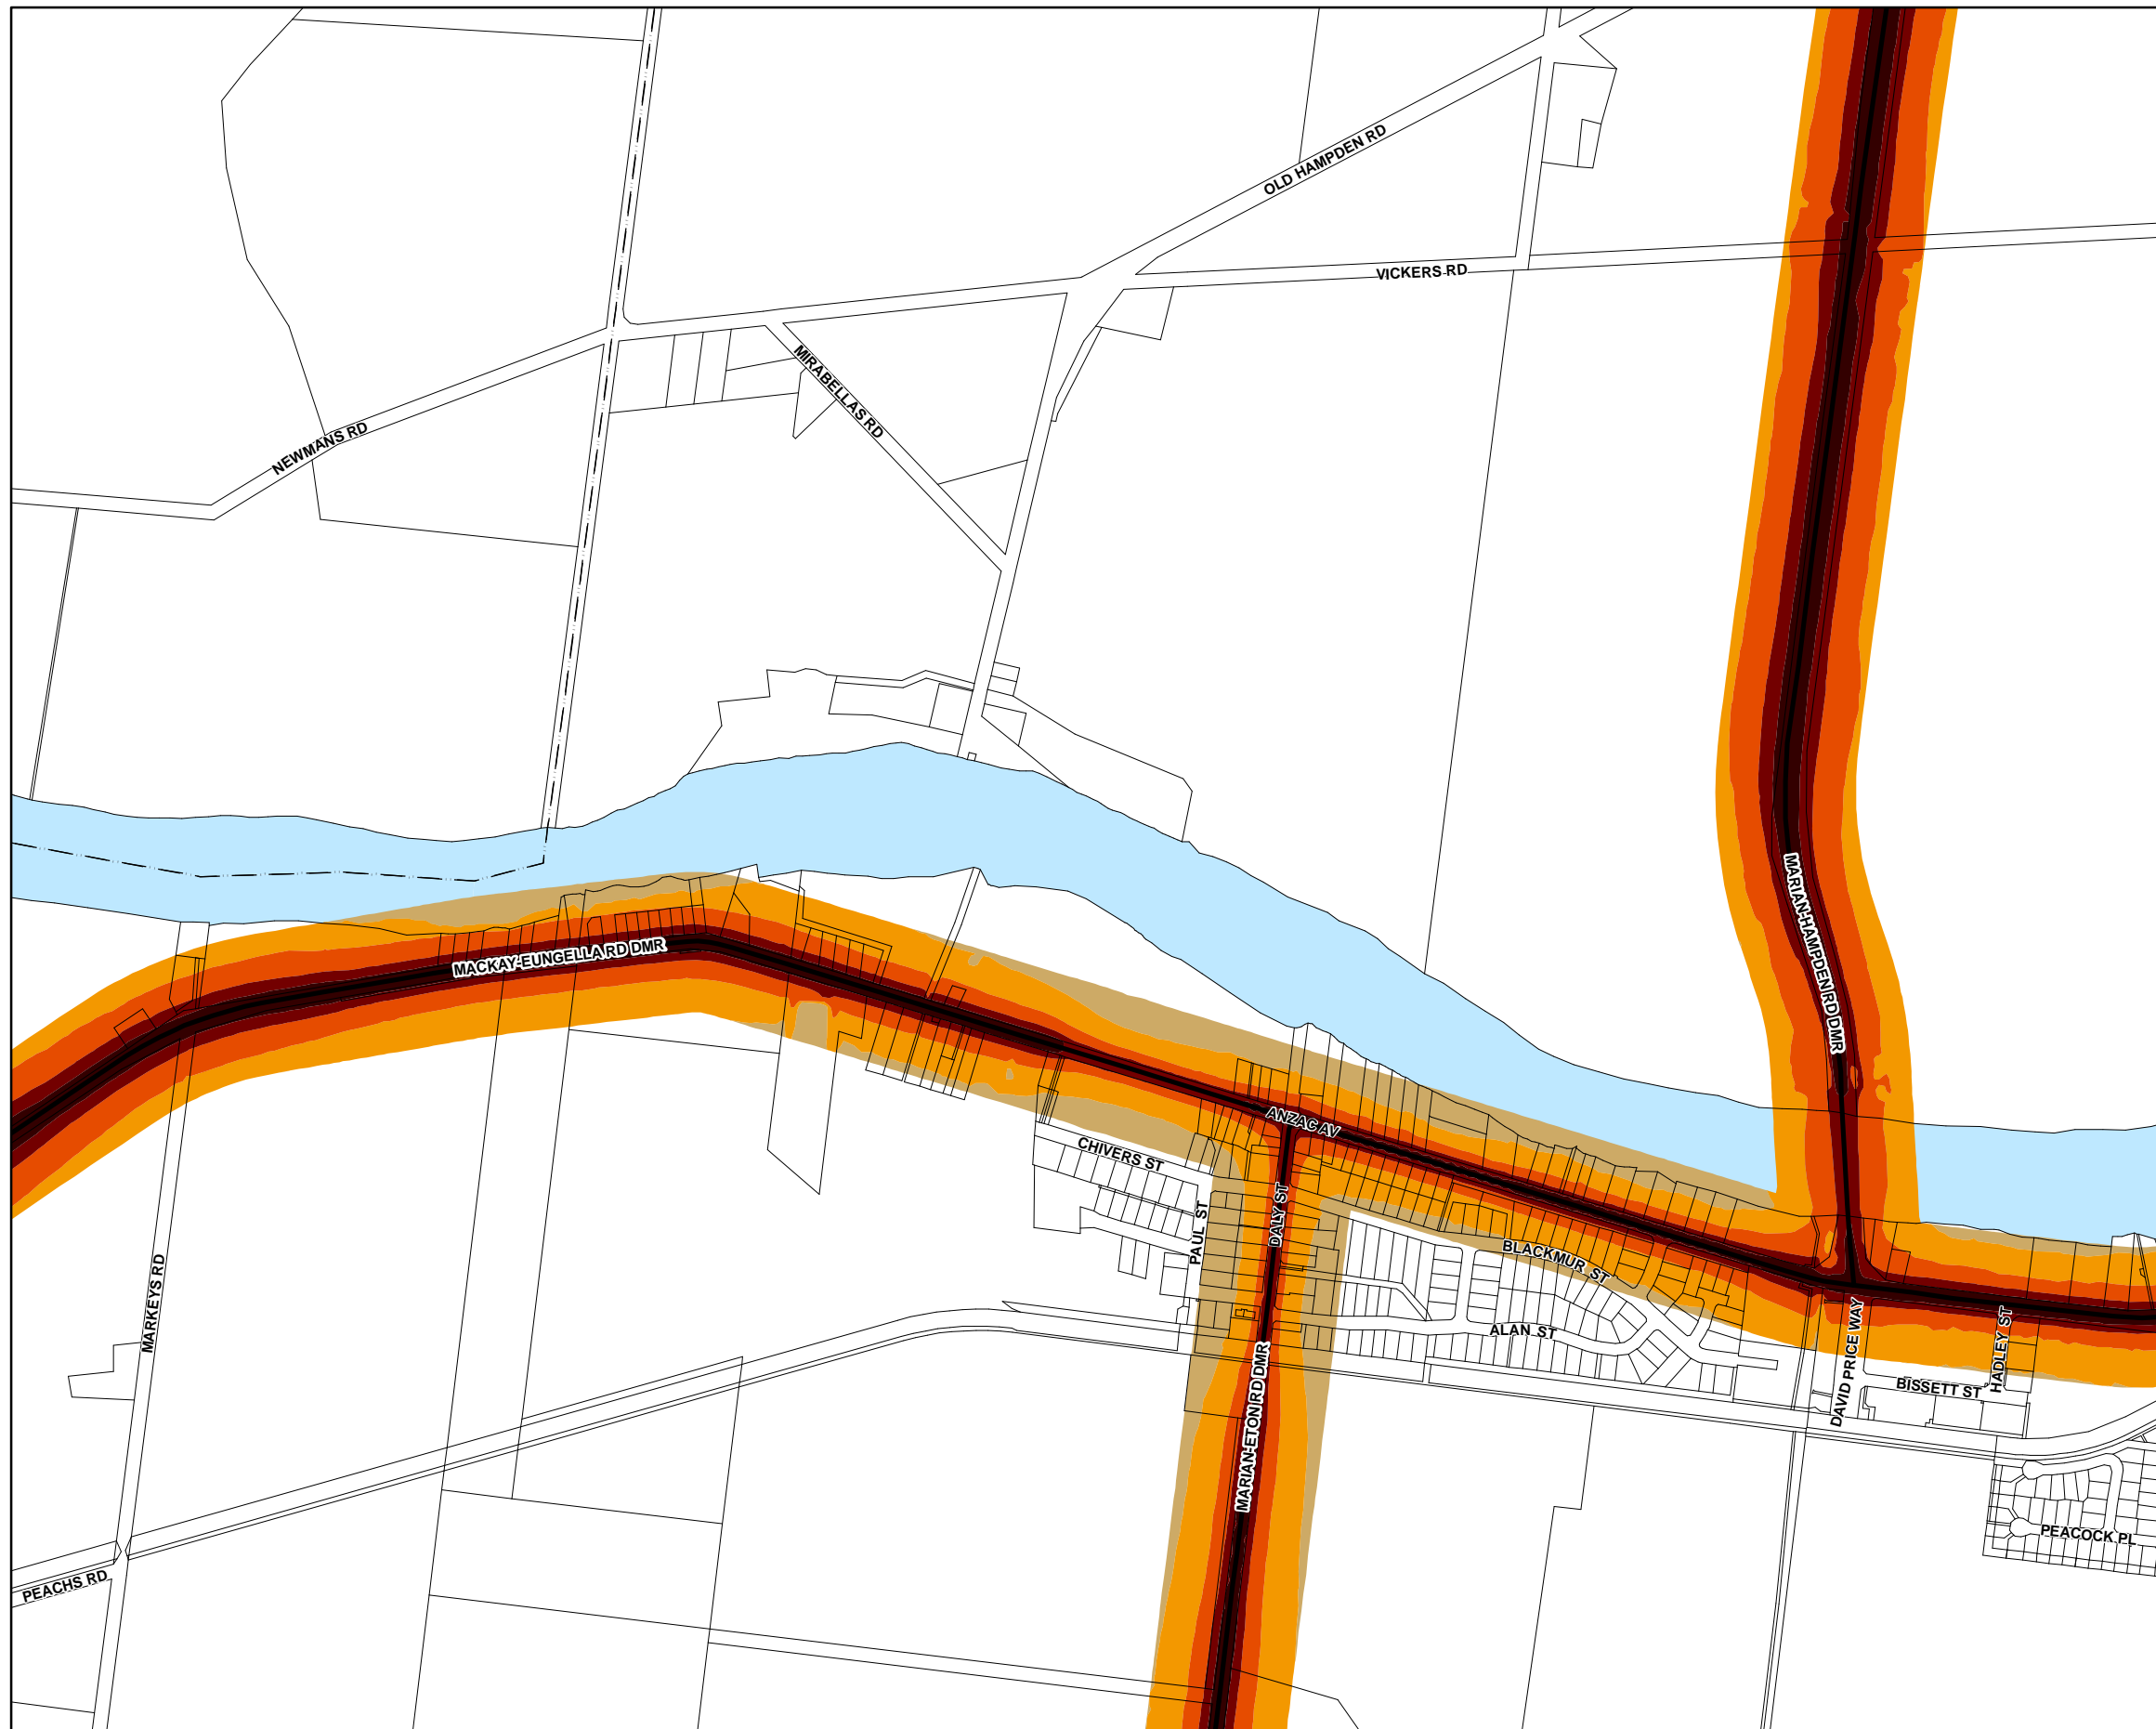 OLD HAMPDEN RD
VICKERS RD
MIRABELLAS RD
NEWMANS RD
MARIAN-HAMPDEN RD DMR
MACKAY-EUNGELLA RD DMR
ANZAC AV
CHIVERS ST
PAUL ST
DALY ST
BLACKMUR ST
ALAN ST
MARKEYS RD
DAVID PRICE WAY
HADLEY ST
BISSETT ST
MARIAN-ETON RD DMR
PEACOCK PL
PEACHS RD